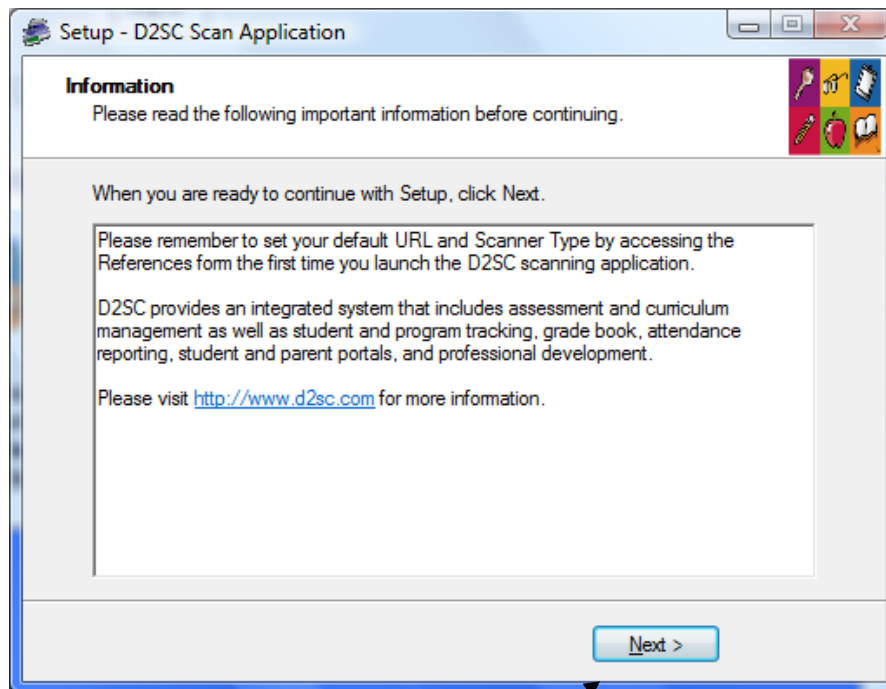 Setup - D2SC Scan Application
Information
Please read the following important information before continuing.
When you are ready to continue with Setup, click Next.
Please remember to set your default URL and Scanner Type by accessing the
References form the first time you launch the D2SC scanning application.
D2SC provides an integrated system that includes assessment and curriculum
management as well as student and program tracking, grade book, attendance
reporting, student and parent portals, and professional development.
Please visit http://www.d2sc.com for more information.
Next >